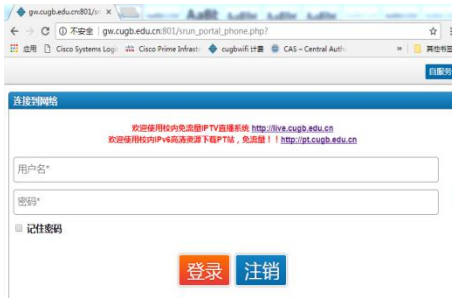 gw.cugb.edu.cn:801/sr
不安全 | gw.cugb.edu.cn:801/srun_portal_phone.php?
应用 Cisco Systems Logi Cisco Prime Infrastr cugbwifi 计费 CAS – Central Auth » 其他书签
自服务
连接到网络
欢迎使用校内免流量IPTV直播系统 http://live.cugb.edu.cn
欢迎使用校内IPv6高清资源下载PT站，免流量！！http://pt.cugb.edu.cn
用户名*
密码*
记住密码
登录 注销